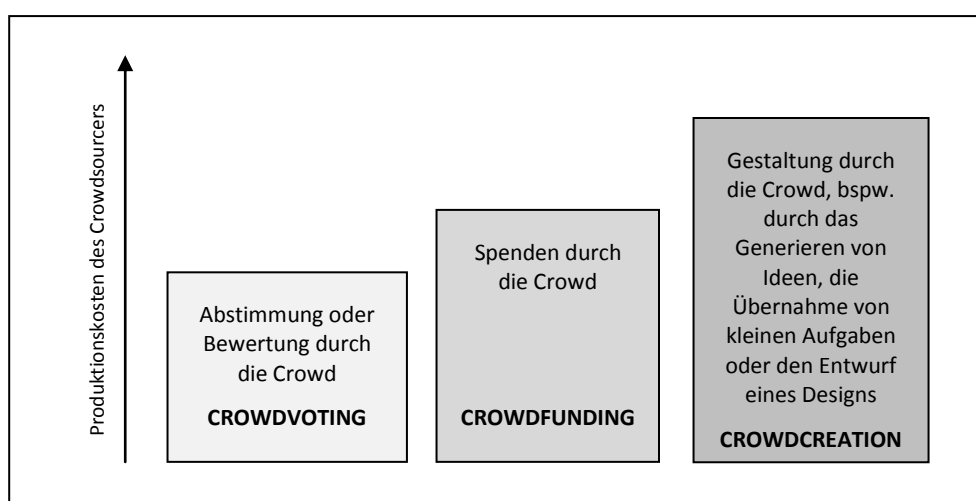 Produktionskosten des Crowdsourcers
Abstimmung oder
Bewertung durch
die Crowd
CROWDVOTING
Spenden durch
die Crowd
CROWDFUNDING
Gestaltung durch
die Crowd, bspw.
durch das
Generieren von
Ideen, die
Übernahme von
kleinen Aufgaben
oder den Entwurf
eines Designs
CROWDCREATION